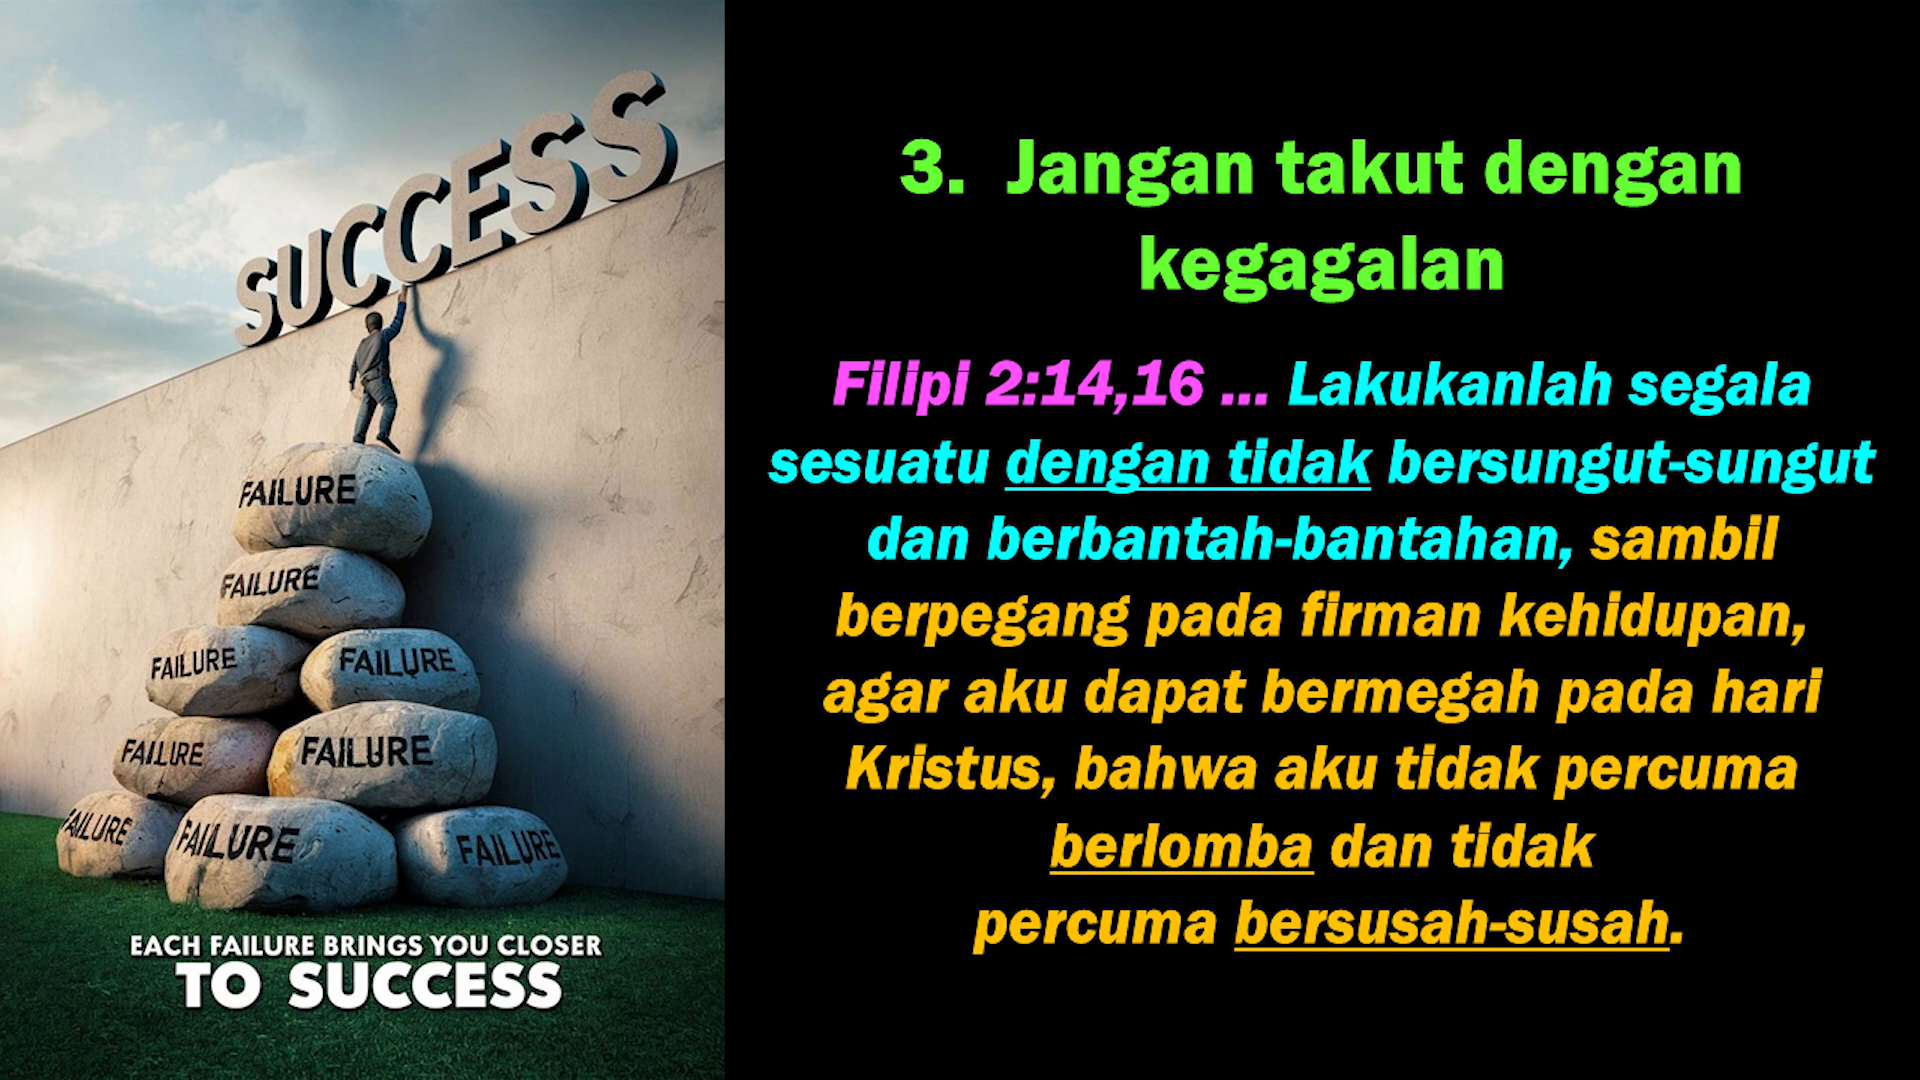 SUCCESS
FAILURE
FAILURE
FAILURE
FAILURE
FAILIRE
FAILURE
FAILURE
FAILURE
FAILURE
EACH FAILURE BRINGS YOU CLOSER
TO SUCCESS
3. Jangan takut dengan
kegagalan
Filipi 2:14,16 ... Lakukanlah segala
sesuatu dengan tidak bersungut-sungut
dan berbantah-bantahan, sambil
berpegang pada firman kehidupan,
agar aku dapat bermegah pada hari
Kristus, bahwa aku tidak percuma
berlomba dan tidak
percuma bersusah-susah.